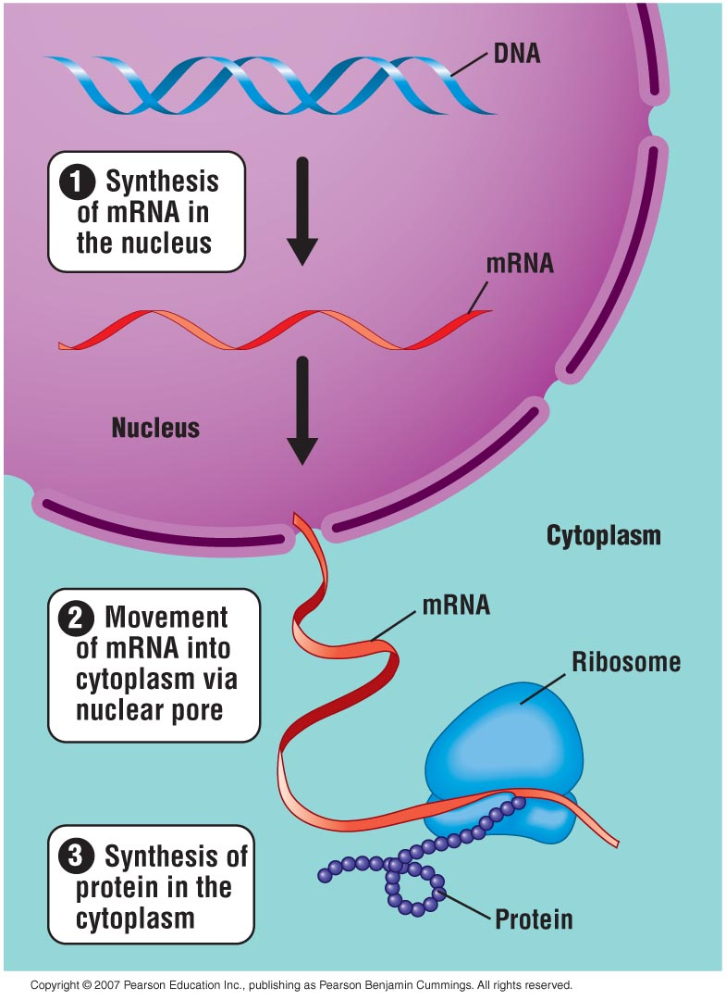 DNA
1 Synthesis
of mRNA in
the nucleus
mRNA
Nucleus
Cytoplasm
2 Movement
of mRNA into
cytoplasm via
nuclear pore
mRNA
Ribosome
3 Synthesis of
protein in the
cytoplasm
Protein
Copyright © 2007 Pearson Education Inc., publishing as Pearson Benjamin Cummings. All rights reserved.